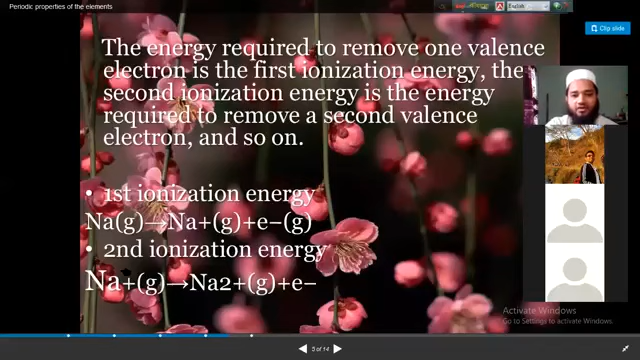 Periodic properties of the elements
English
Clip slide
The energy required to remove one valence
electron is the first ionization energy, the
second ionization energy is the energy
required to remove a second valence
electron, and so on.
• 1st ionization energy
Na(g)→Na+(g)+e−(g)
• 2nd ionization energy
Na+(g)→Na2+(g)+e−
Activate Windows
Go to Settings to activate Windows.
5 of 14